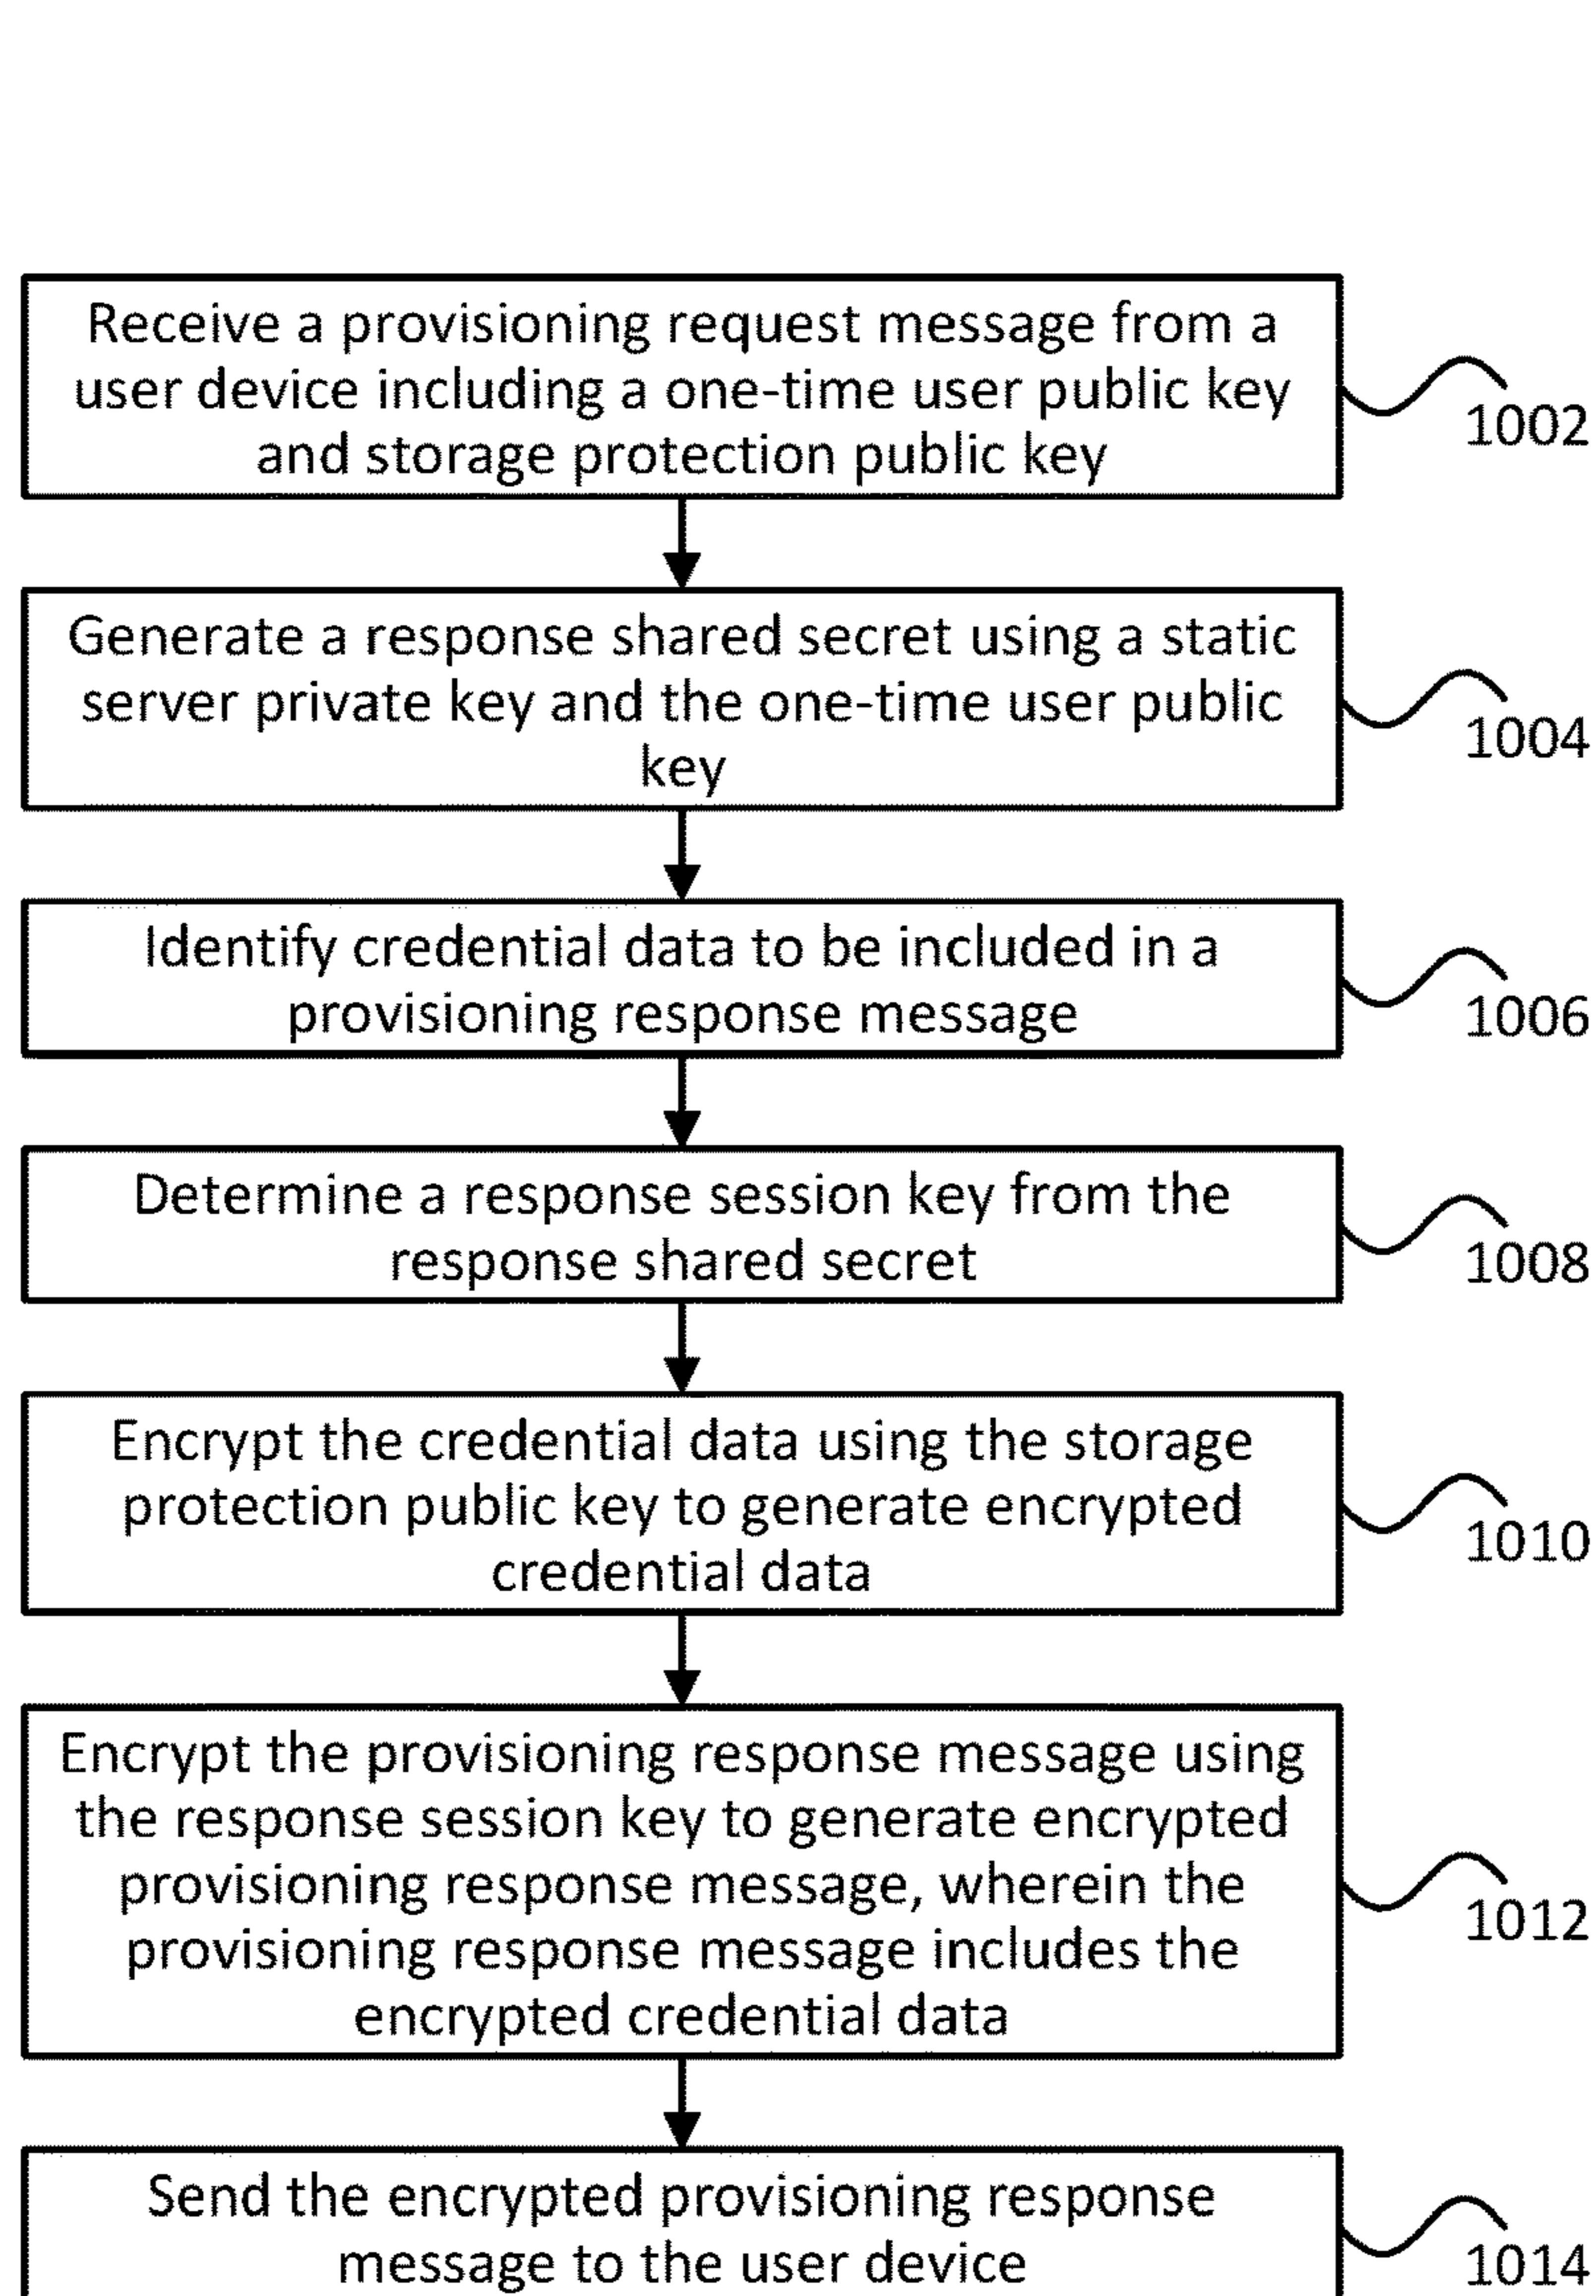 Receive a provisioning request message from a
user device including a one-time user public key
and storage protection public key
1002
Generate a response shared secret using a static
server private key and the one-time user public
key
1004
Identify credential data to be included in a
provisioning response message
1006
Determine a response session key from the
response shared secret
1008
Encrypt the credential data using the storage
protection public key to generate encrypted
credential data
1010
Encrypt the provisioning response message using
the response session key to generate encrypted
provisioning response message, wherein the
provisioning response message includes the
encrypted credential data
1012
Send the encrypted provisioning response
message to the user device
1014